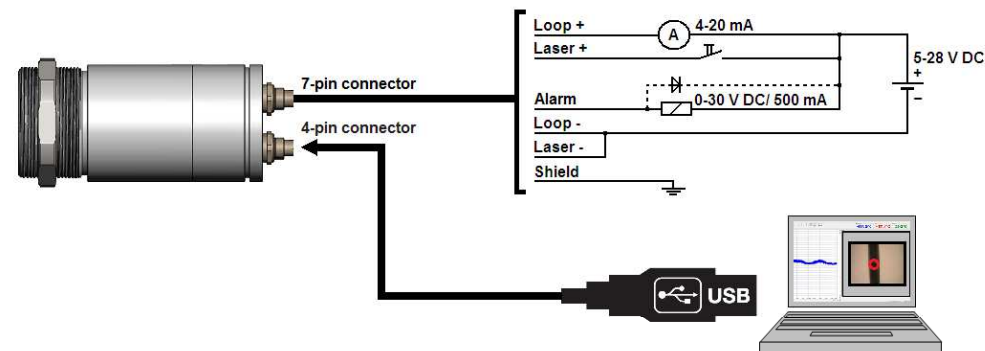 Loop +
A
4-20 mA
Laser +
5-28 V DC
+
−
7-pin connector
Alarm
0-30 V DC/ 500 mA
4-pin connector
Loop -
Laser -
Shield
USB